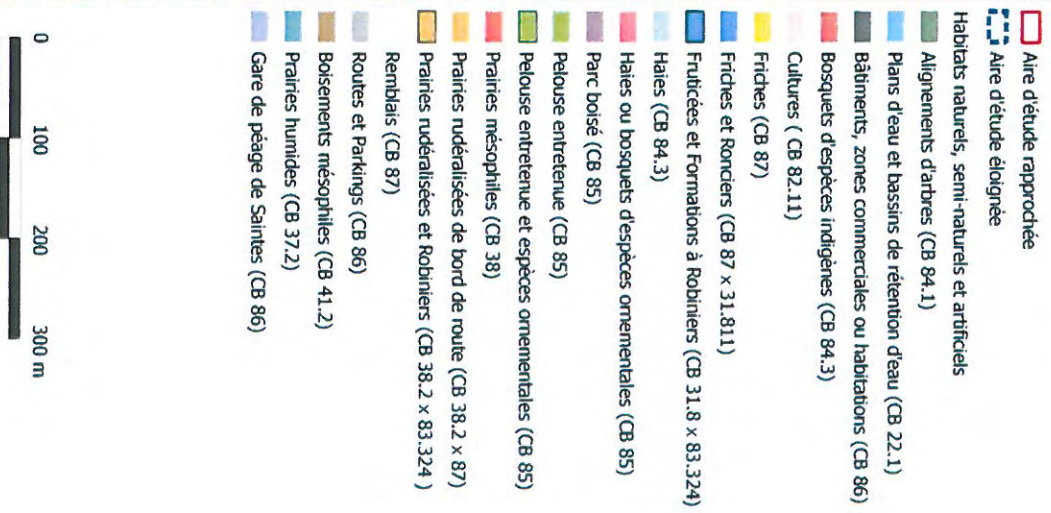 Aire d'étude rapprochée
Aire d'étude éloignée
Habitats naturels, semi-naturels et artificiels
Alignements d'arbres (CB 84.1)
Plans d'eau et bassins de rétention d'eau (CB 22.1)
Bâtiments, zones commerciales ou habitations (CB 86)
Bosquets d'espèces indigènes (CB 84.3)
Cultures ( CB 82.11)
Friches (CB 87)
Friches et Ronciers (CB 87 x 31.811)
Fruticées et Formations à Robiniers (CB 31.8 x 83.324)
Haies (CB 84.3)
Haies ou bosquets d'espèces ornementales (CB 85)
Parc boisé (CB 85)
Pelouse entretenue (CB 85)
Pelouse entretenue et espèces ornementales (CB 85)
Prairies mésophiles (CB 38)
Prairies rudéralisées de bord de route (CB 38.2 x 87)
Prairies rudéralisées et Robiniers (CB 38.2 x 83.324 )
Remblais (CB 87)
Routes et Parkings (CB 86)
Boisements mésophiles (CB 41.2)
Prairies humides (CB 37.2)
Gare de péage de Saintes (CB 86)
0 100 200 300 m